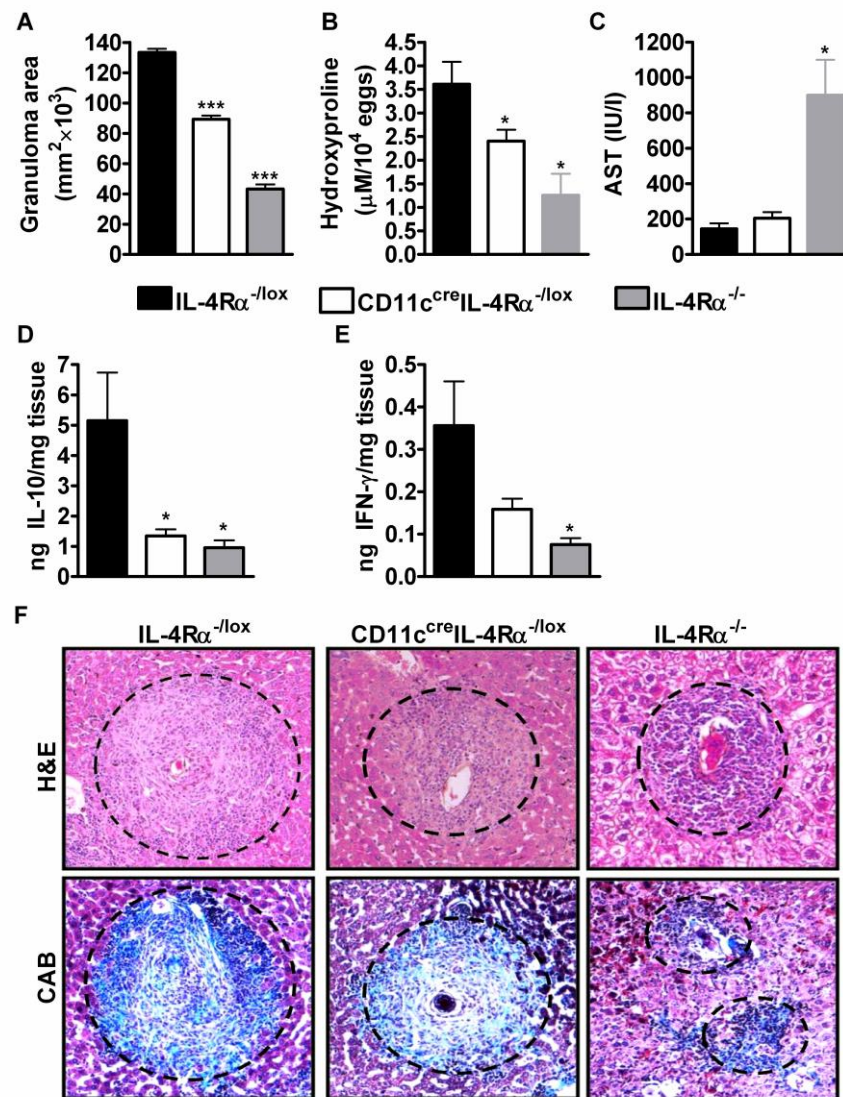 A
Granuloma area
(mm²×10³)
140
120
100
80
60
40
20
0
***
***
B
Hydroxyproline
(μM/10⁴ eggs)
4.5
4.0
3.5
3.0
2.5
2.0
1.5
1.0
0.5
0.0
*
*
C
AST (IU/l)
1200
1000
800
600
400
200
0
*
IL-4Rα⁻/lox
CD11ccreIL-4Rα⁻/lox
IL-4Rα⁻/⁻
D
ng IL-10/mg tissue
7
6
5
4
3
2
1
0
*
*
E
ng IFN-γ/mg tissue
0.5
0.4
0.3
0.2
0.1
0.0
*
F
IL-4Rα⁻/lox
CD11ccreIL-4Rα⁻/lox
IL-4Rα⁻/⁻
H&E
CAB